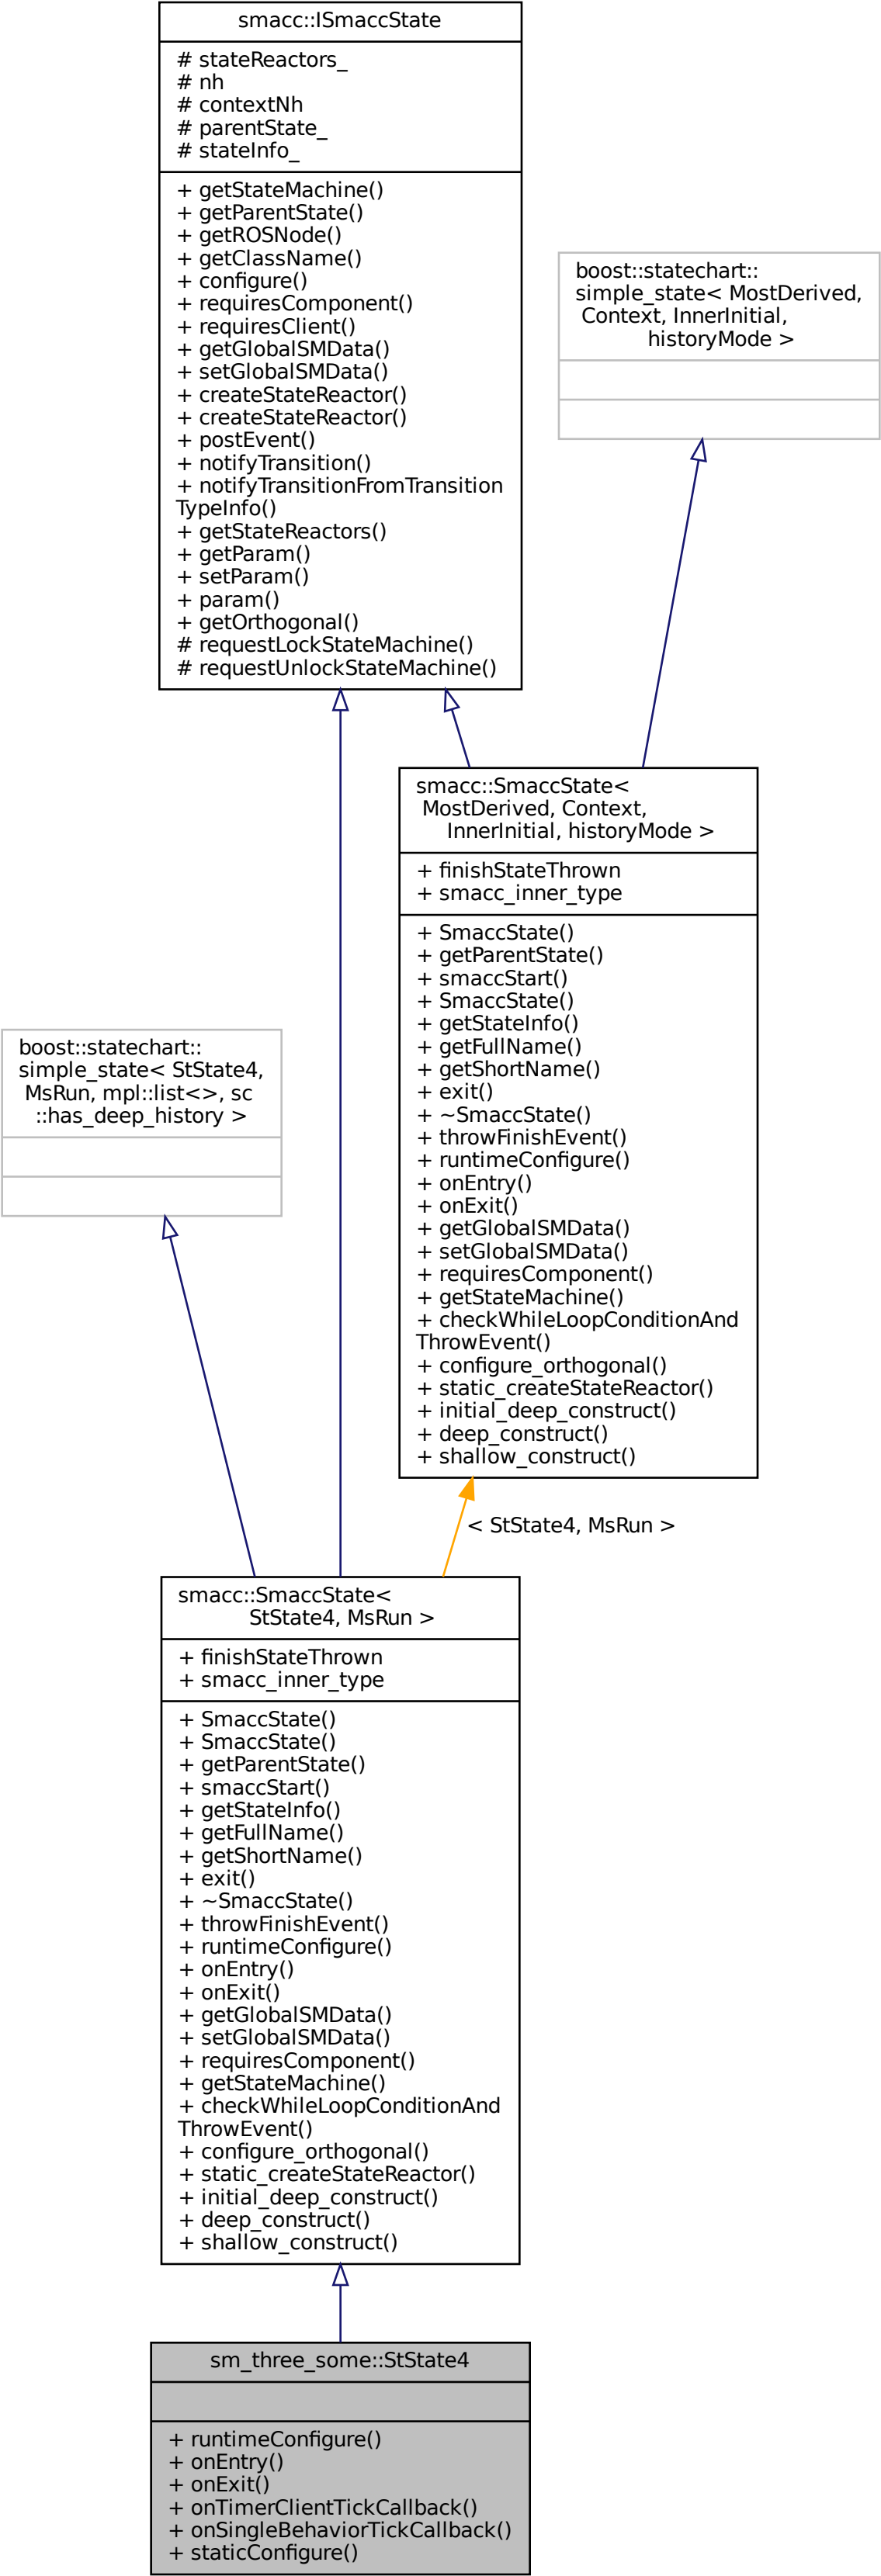 smacc::ISmaccState
# stateReactors_
# nh
# contextNh
# parentState_
# stateInfo_
+ getStateMachine()
+ getParentState()
+ getROSNode()
+ getClassName()
+ configure()
+ requiresComponent()
+ requiresClient()
+ getGlobalSMData()
+ setGlobalSMData()
+ createStateReactor()
+ createStateReactor()
+ postEvent()
+ notifyTransition()
+ notifyTransitionFromTransition
TypeInfo()
+ getStateReactors()
+ getParam()
+ setParam()
+ param()
+ getOrthogonal()
# requestLockStateMachine()
# requestUnlockStateMachine()
boost::statechart::
simple_state< MostDerived,
Context, InnerInitial,
historyMode >
smacc::SmaccState<
MostDerived, Context,
InnerInitial, historyMode >
+ finishStateThrown
+ smacc_inner_type
+ SmaccState()
+ getParentState()
+ smaccStart()
+ SmaccState()
+ getStateInfo()
+ getFullName()
+ getShortName()
+ exit()
+ ~SmaccState()
+ throwFinishEvent()
+ runtimeConfigure()
+ onEntry()
+ onExit()
+ getGlobalSMData()
+ setGlobalSMData()
+ requiresComponent()
+ getStateMachine()
+ checkWhileLoopConditionAnd
ThrowEvent()
+ configure_orthogonal()
+ static_createStateReactor()
+ initial_deep_construct()
+ deep_construct()
+ shallow_construct()
boost::statechart::
simple_state< StState4,
MsRun, mpl::list<>, sc
::has_deep_history >
< StState4, MsRun >
smacc::SmaccState<
StState4, MsRun >
+ finishStateThrown
+ smacc_inner_type
+ SmaccState()
+ SmaccState()
+ getParentState()
+ smaccStart()
+ getStateInfo()
+ getFullName()
+ getShortName()
+ exit()
+ ~SmaccState()
+ throwFinishEvent()
+ runtimeConfigure()
+ onEntry()
+ onExit()
+ getGlobalSMData()
+ setGlobalSMData()
+ requiresComponent()
+ getStateMachine()
+ checkWhileLoopConditionAnd
ThrowEvent()
+ configure_orthogonal()
+ static_createStateReactor()
+ initial_deep_construct()
+ deep_construct()
+ shallow_construct()
sm_three_some::StState4
+ runtimeConfigure()
+ onEntry()
+ onExit()
+ onTimerClientTickCallback()
+ onSingleBehaviorTickCallback()
+ staticConfigure()